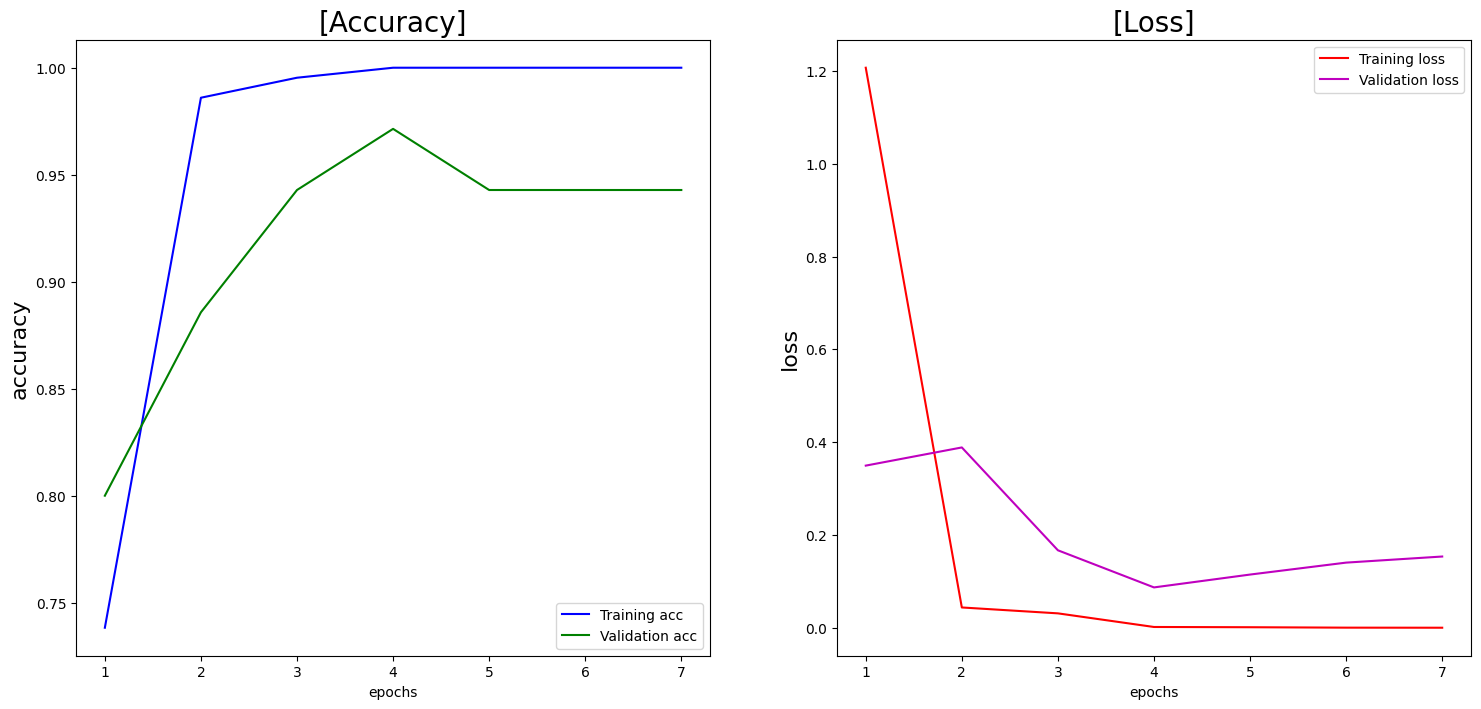 [Accuracy]
accuracy
1.00
0.95
0.90
0.85
0.80
0.75
Training acc
Validation acc
1 2 3 4 5 6 7
epochs
[Loss]
loss
1.2
1.0
0.8
0.6
0.4
0.2
0.0
Training loss
Validation loss
1 2 3 4 5 6 7
epochs